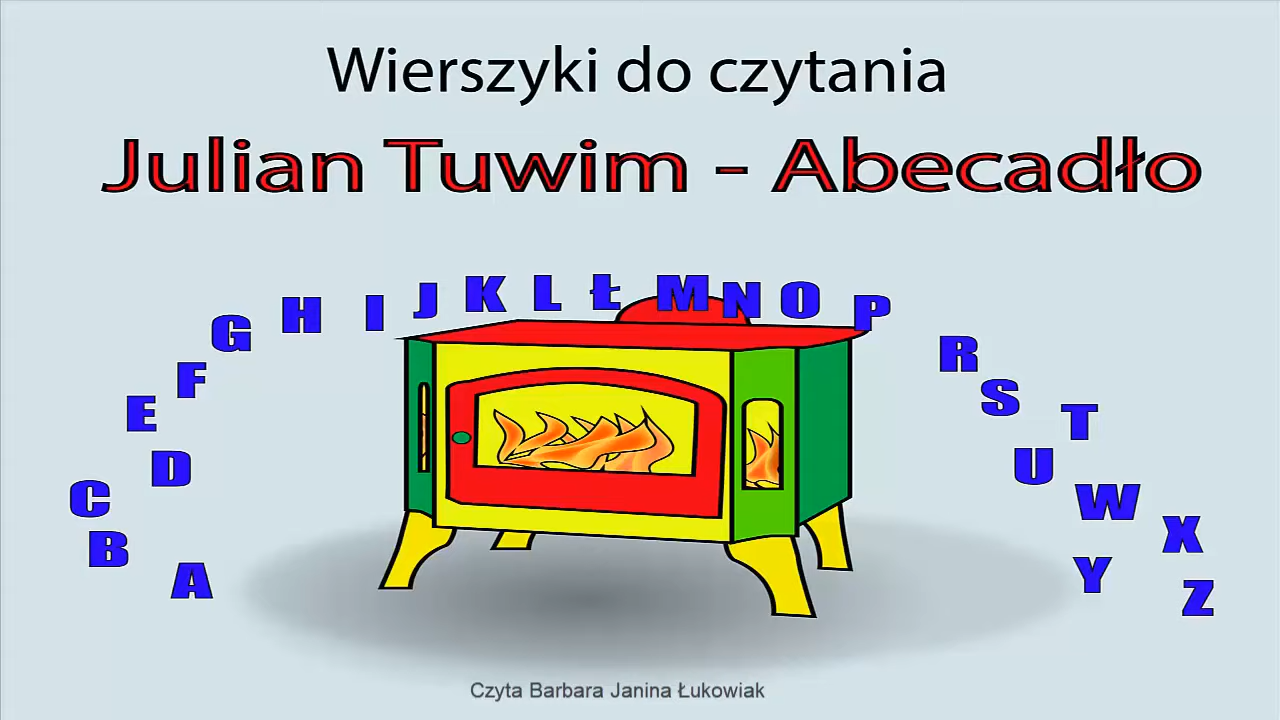 Wierszyki do czytania
Julian Tuwim - Abecadło
A B C D E F G H I J K L Ł M N O P R S T U W X Y Z
Czyta Barbara Janina Łukowiak